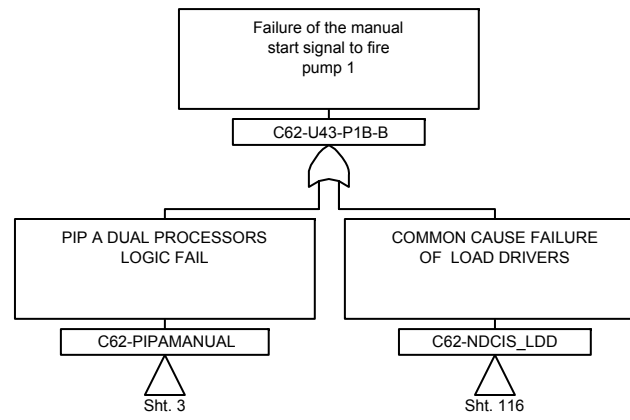 Failure of the manual
start signal to fire
pump 1
C62-U43-P1B-B
PIP A DUAL PROCESSORS
LOGIC FAIL
COMMON CAUSE FAILURE
OF LOAD DRIVERS
C62-PIPAMANUAL
C62-NDCIS_LDD
Sht. 3
Sht. 116